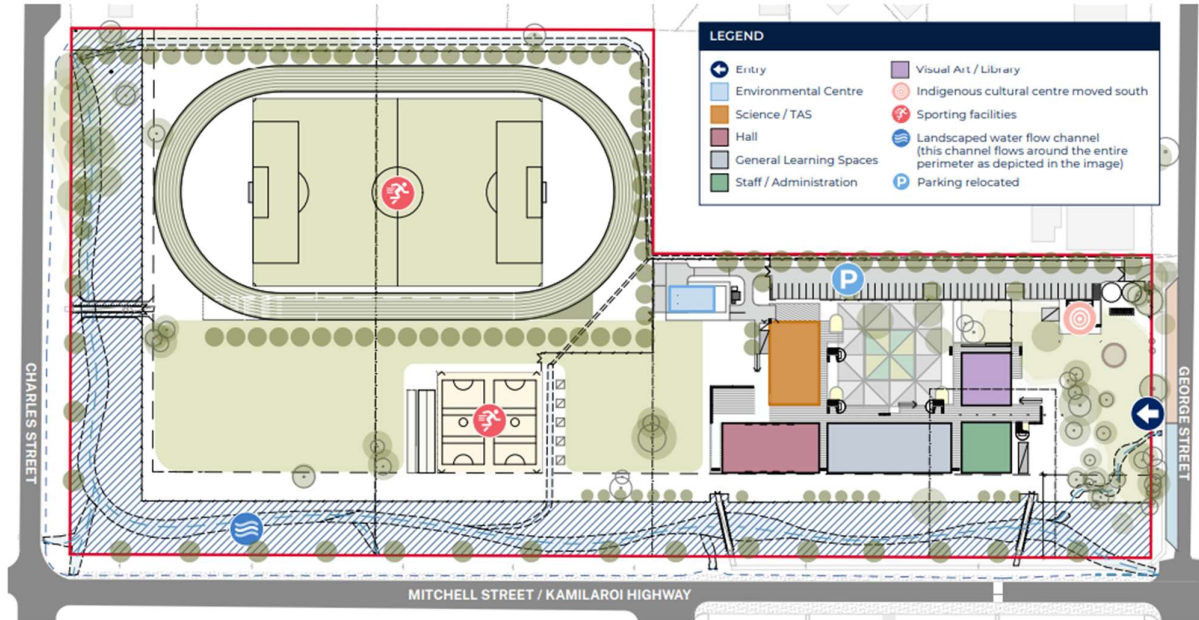 LEGEND
Entry
Environmental Centre
Science / TAS
Hall
General Learning Spaces
Staff / Administration
Visual Art / Library
Indigenous cultural centre moved south
Sporting facilities
Landscaped water flow channel
(this channel flows around the entire
perimeter as depicted in the image)
P Parking relocated
P
CHARLES STREET
GEORGE STREET
MITCHELL STREET / KAMILAROI HIGHWAY